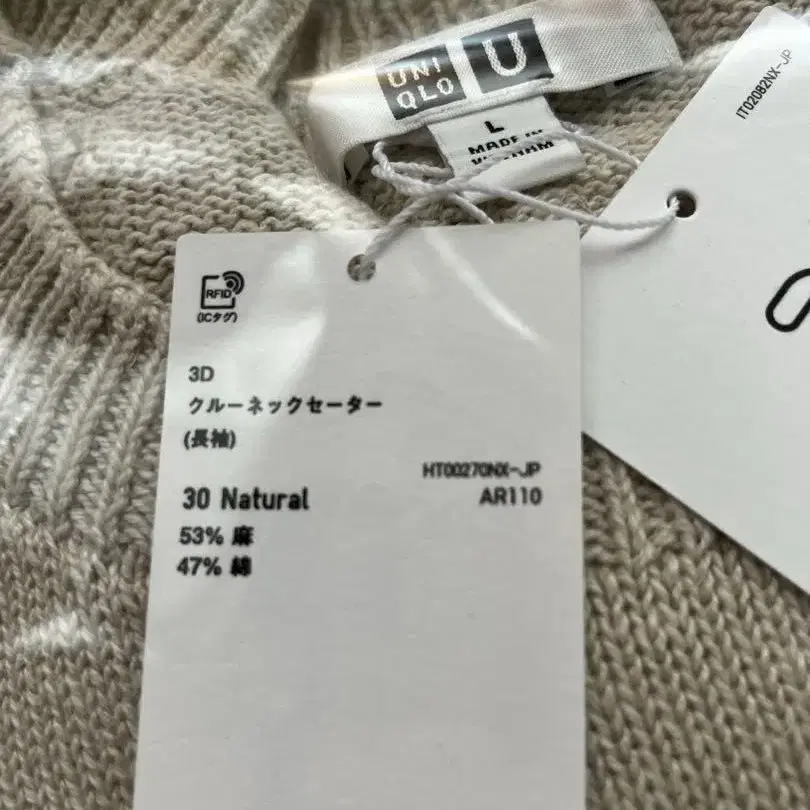 UNI
QLO
U
L
MADE IN
IT02082NX-JP
RFID
(ICタグ)
3D
クルーネックセーター
(長袖)
HT00270NX-JP
30 Natural
AR110
53% 麻
47% 綿